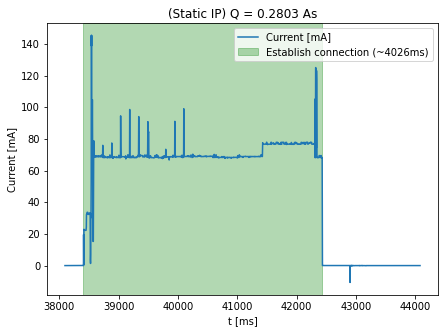 (Static IP) Q = 0.2803 As
Current [mA]
Establish connection (~4026ms)
140
120
100
80
60
40
20
0
Current [mA]
38000 39000 40000 41000 42000 43000 44000
t [ms]